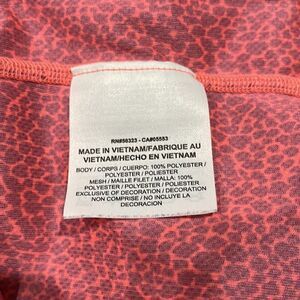 RN#56323 - CA#05553
MADE IN VIETNAM/FABRIQUE AU
VIETNAM/HECHO EN VIETNAM
BODY / CORPS / CUERPO: 100% POLYESTER /
POLYESTER / POLIESTER
MESH / MAILLE FILET / MALLA: 100%
POLYESTER / POLYESTER / POLIESTER
EXCLUSIVE OF DECORATION / DECORATION
NON COMPRISE / NO INCLUYE LA
DECORACION